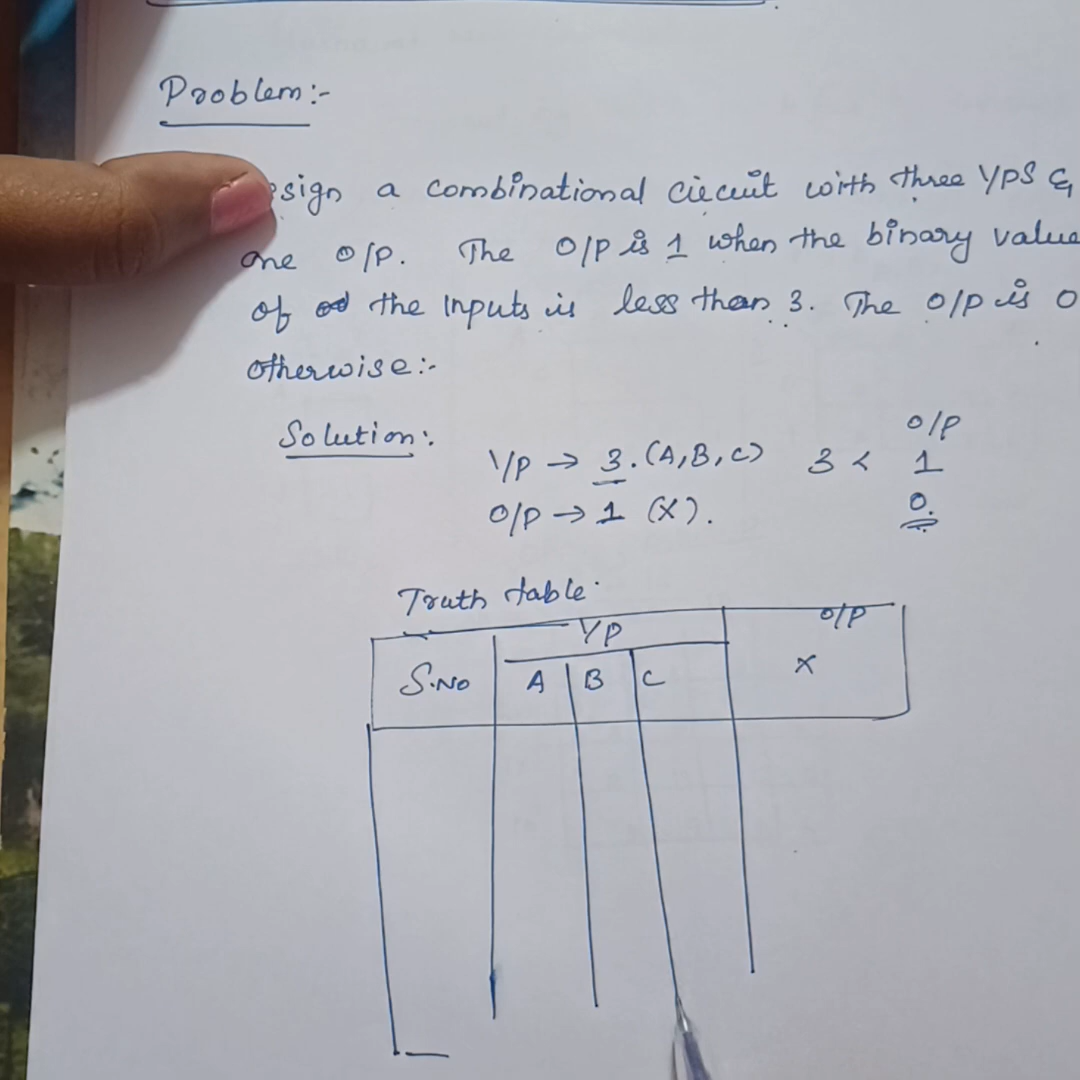 Problem:-
esign a combinational circuit with three I/PS &
one O/P. The O/P is 1 when the binary value
of the Inputs is less than 3. The O/P is 0
otherwise:-
Solution:
O/P
I/P → 3. (A, B, C) 3 < 1
O/P → 1 (X). 0.
Truth table
S.No I/P O/P
A B C X